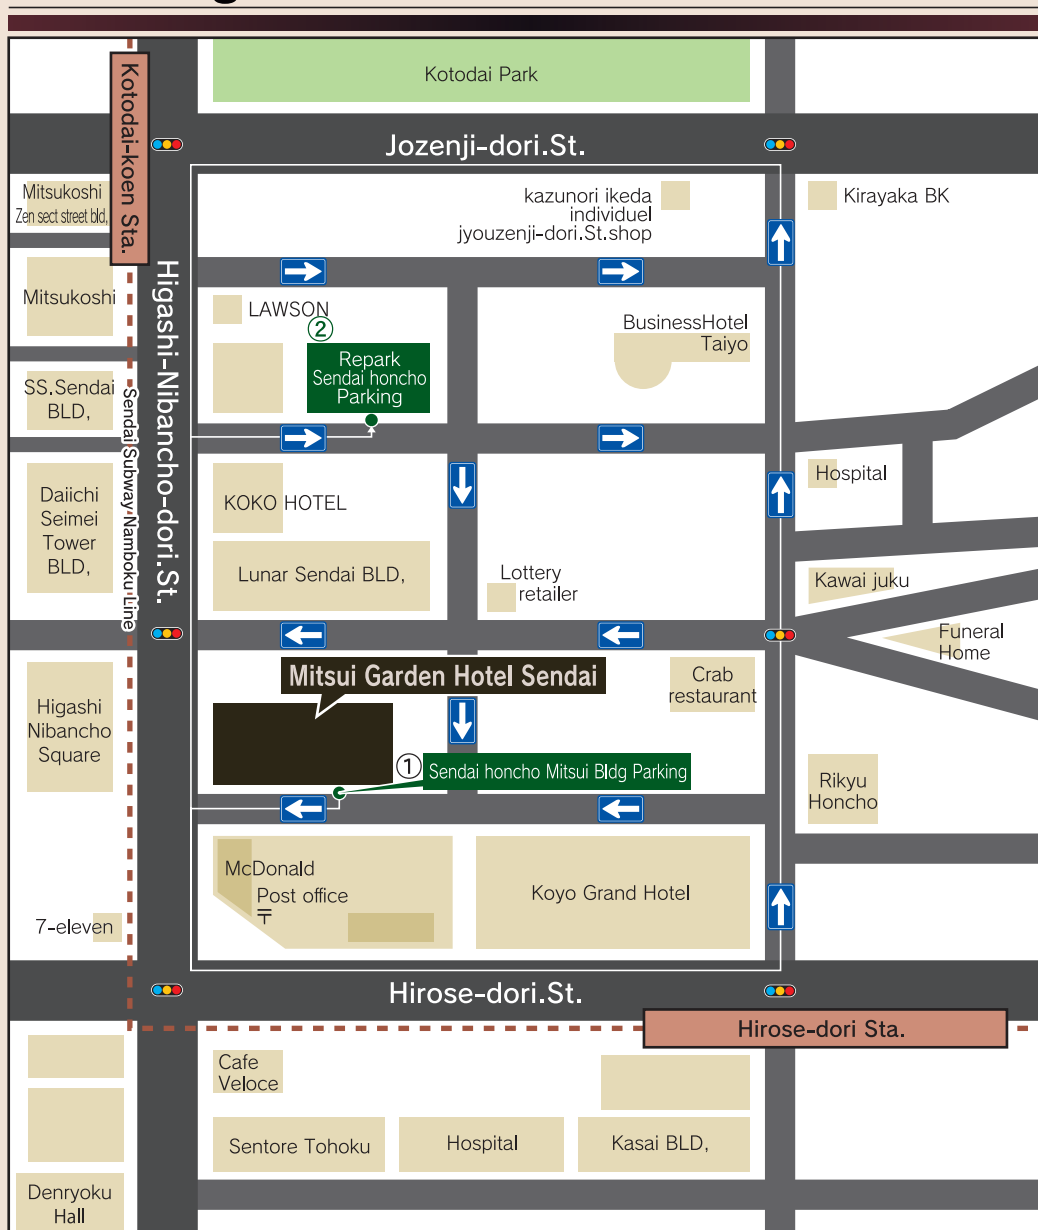 Kotodai Park
Kotodai-koen Sta.
Jozenji-dori.St.
Mitsukoshi
Zen sect street bld,
kazunori ikeda
individuel
jyouzenji-dori.St.shop
Kirayaka BK
Higashi-Nibancho-dori.St.
Mitsukoshi
LAWSON
②
Repark
Sendai honcho
Parking
BusinessHotel
Taiyo
SS.Sendai
BLD,
Sendai Subway Namboku Line
Daiichi
Seimei
Tower
BLD,
KOKO HOTEL
Hospital
Lunar Sendai BLD,
Lottery
retailer
Kawai juku
Funeral
Home
Mitsui Garden Hotel Sendai
Crab
restaurant
Higashi
Nibancho
Square
①
Sendai honcho Mitsui Bldg Parking
Rikyu
Honcho
McDonald
Post office
〒
Koyo Grand Hotel
7-eleven
Hirose-dori.St.
Hirose-dori Sta.
Cafe
Veloce
Sentore Tohoku
Hospital
Kasai BLD,
Denryoku
Hall